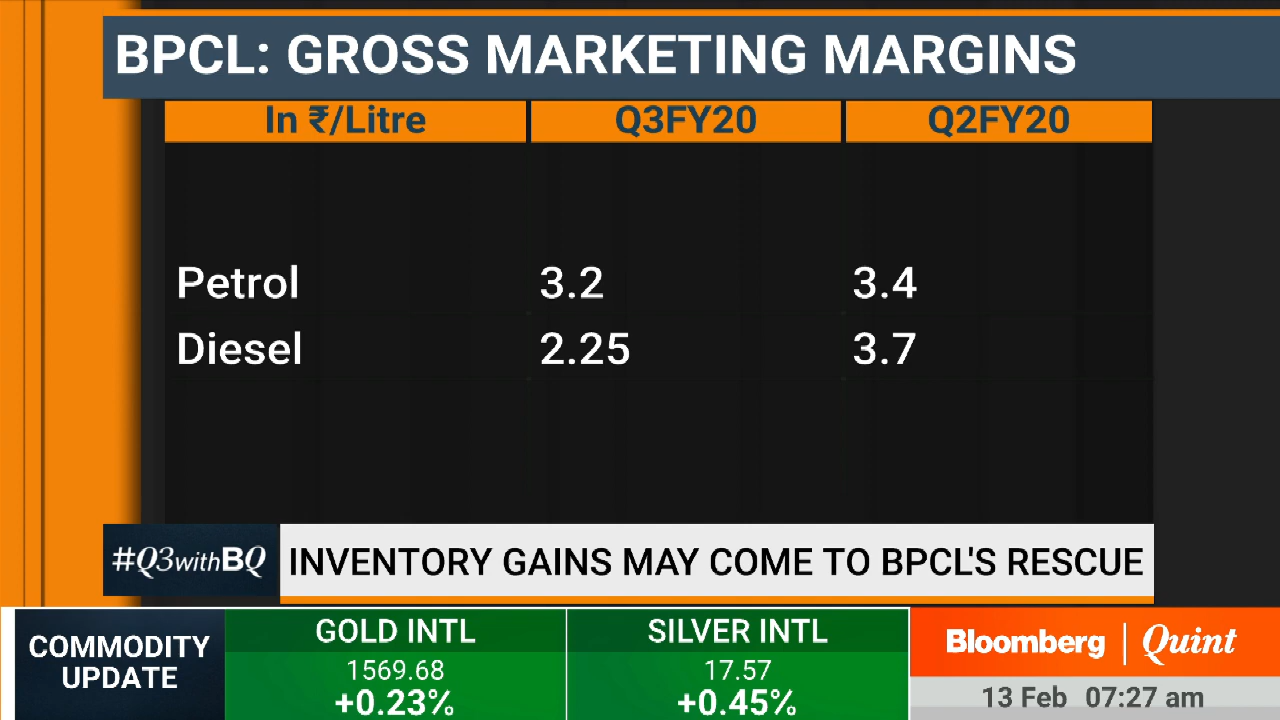 BPCL: GROSS MARKETING MARGINS
In ₹/Litre Q3FY20 Q2FY20
Petrol 3.2 3.4
Diesel 2.25 3.7
#Q3withBQ INVENTORY GAINS MAY COME TO BPCL'S RESCUE
COMMODITY UPDATE
GOLD INTL
1569.68
+0.23%
SILVER INTL
17.57
+0.45%
Bloomberg | Quint
13 Feb 07:27 am